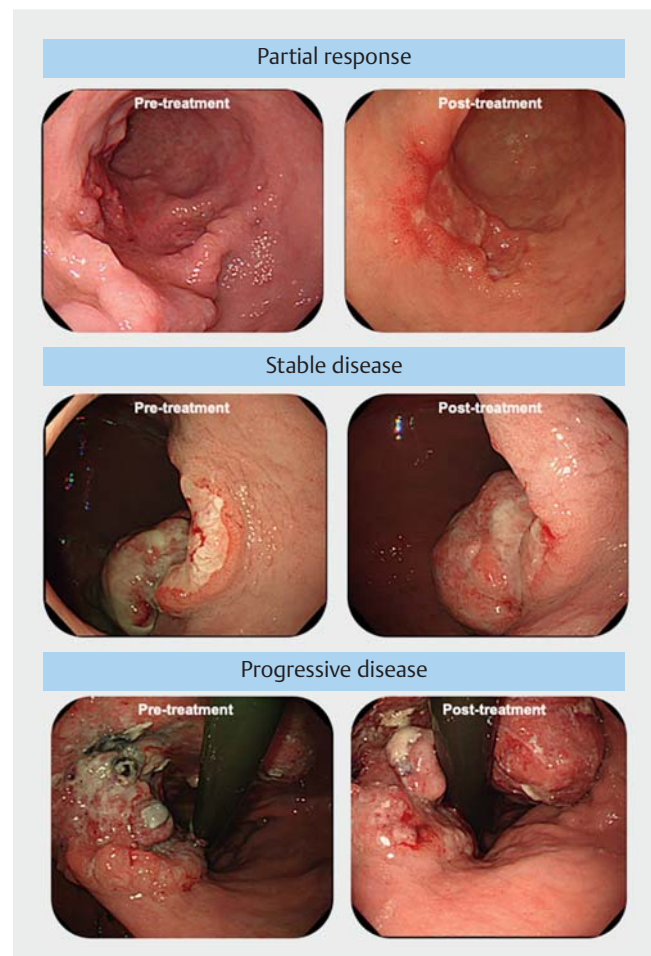 Partial response
Pre-treatment
Post-treatment
Stable disease
Pre-treatment
Post-treatment
Progressive disease
Pre-treatment
Post-treatment